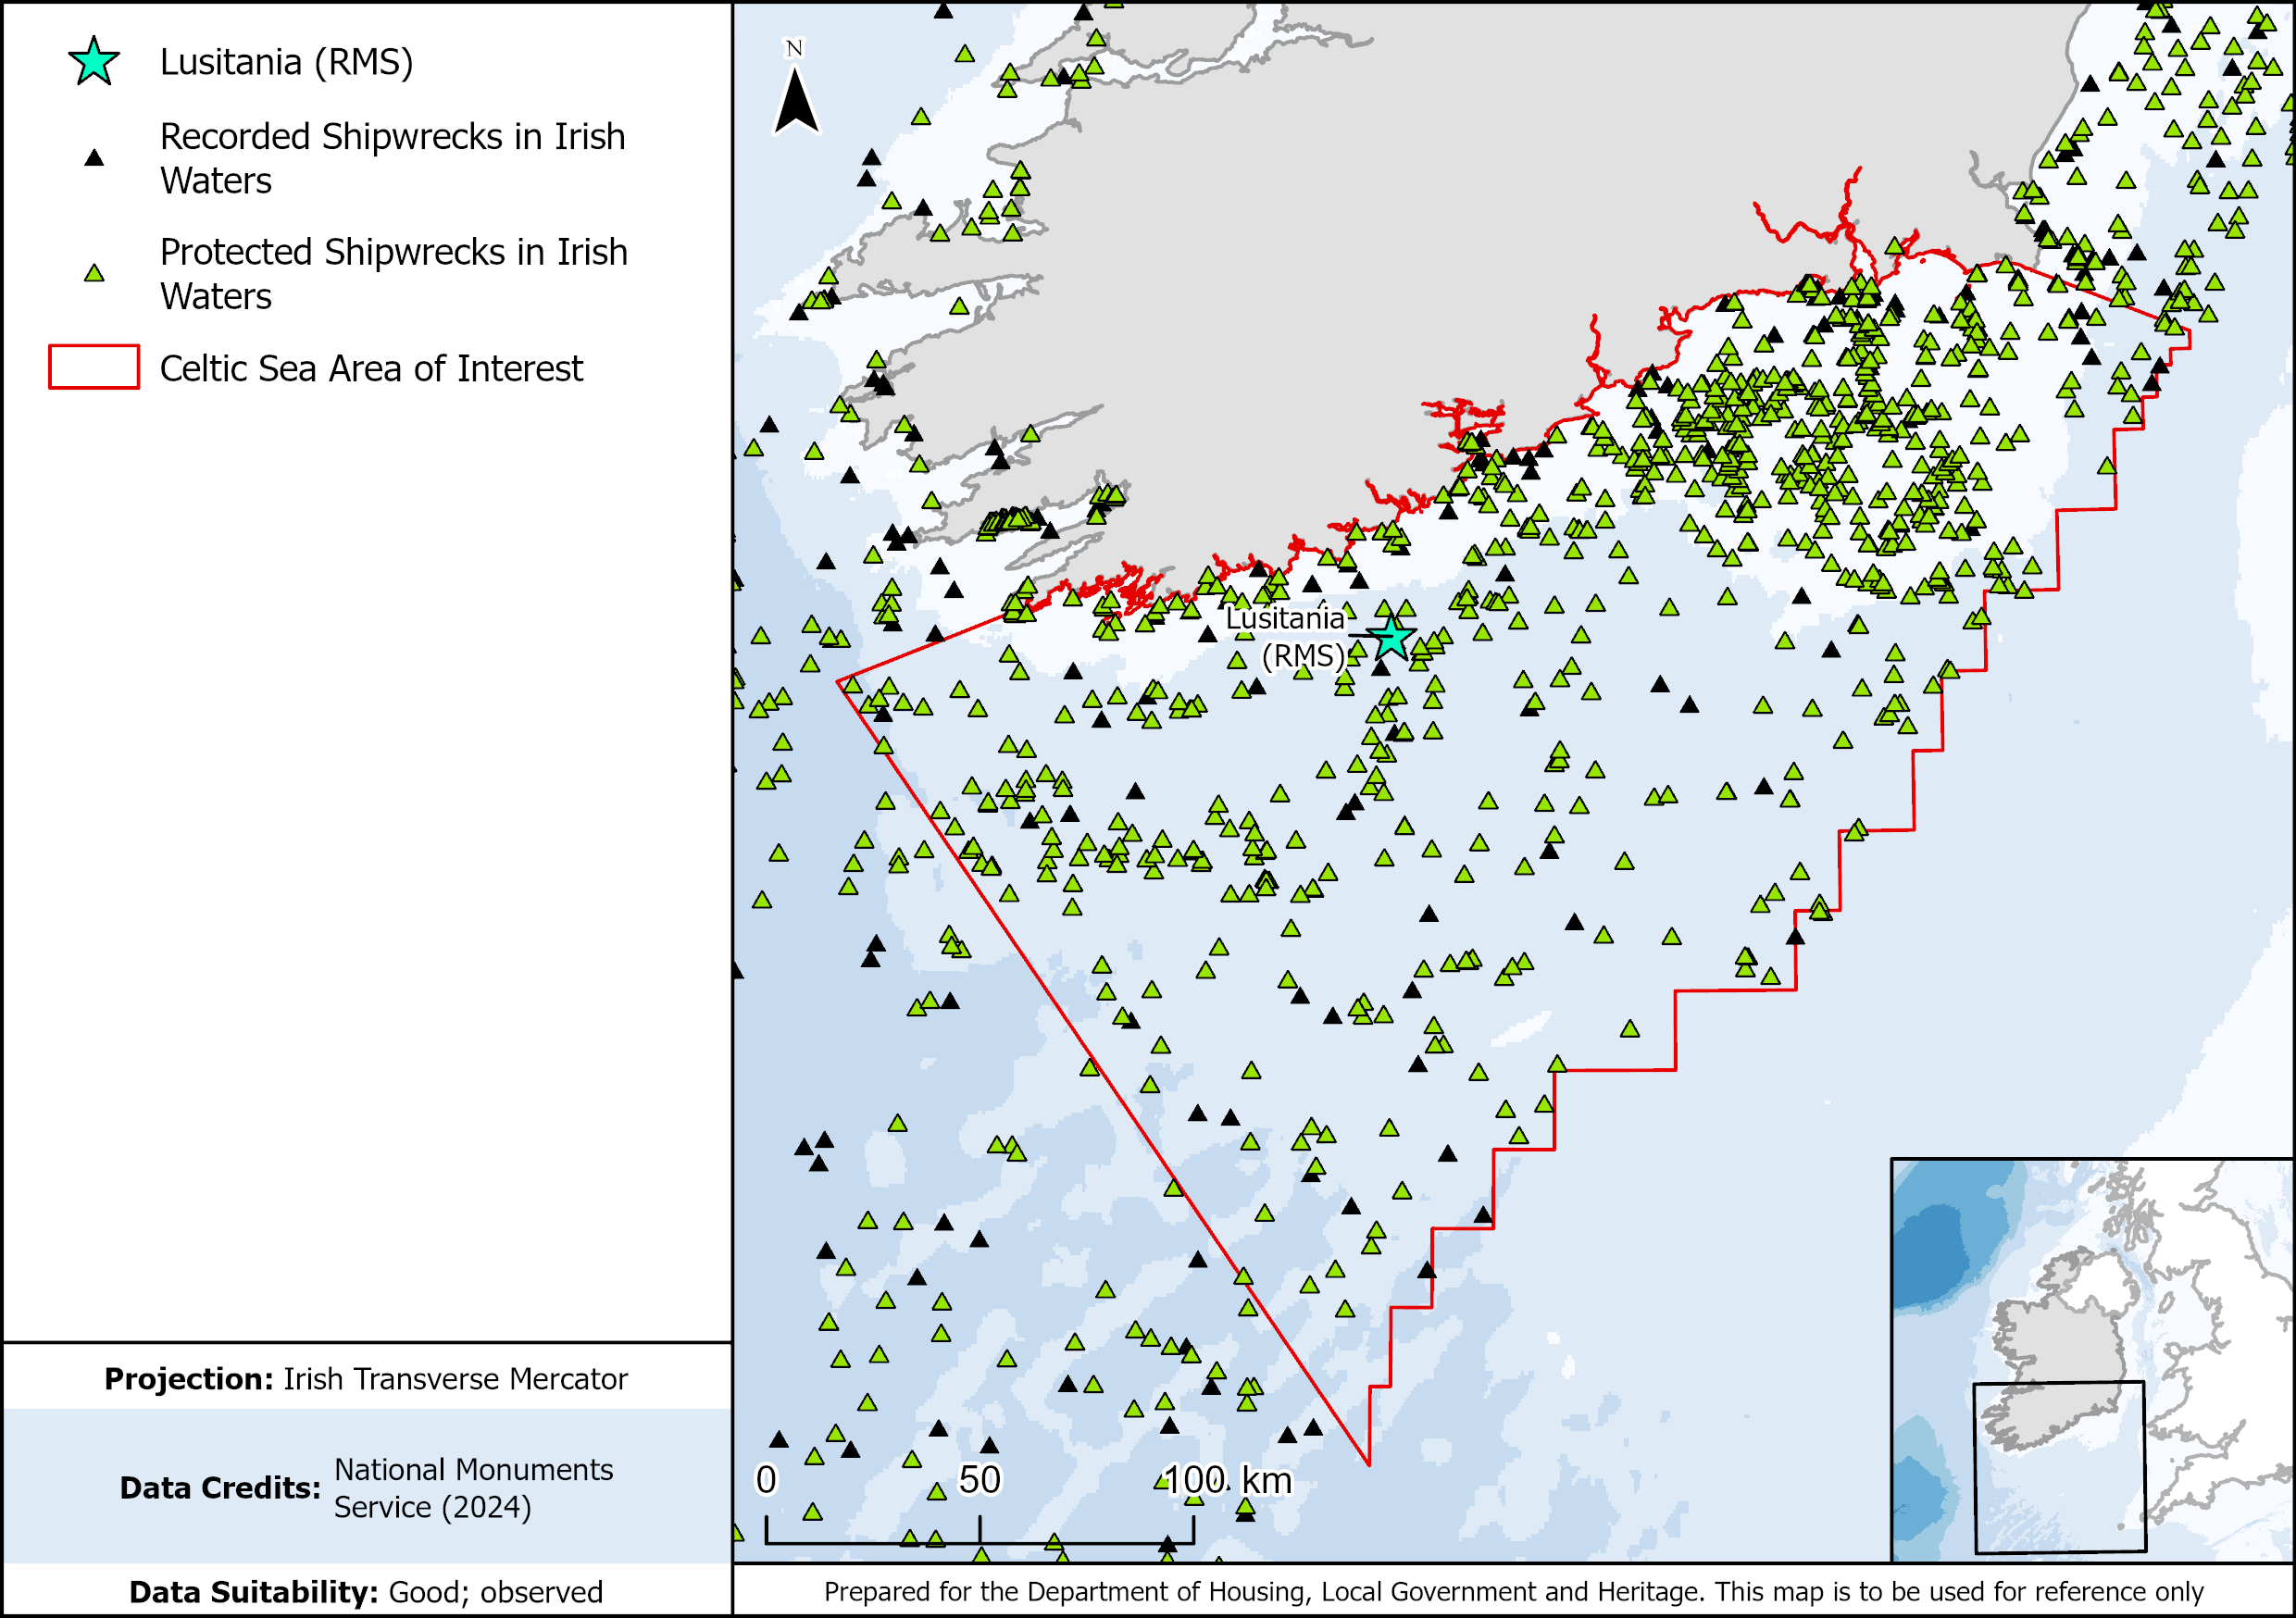 Lusitania (RMS)
Recorded Shipwrecks in Irish
Waters
Protected Shipwrecks in Irish
Waters
Celtic Sea Area of Interest
Projection: Irish Transverse Mercator
Data Credits: National Monuments
Service (2024)
Data Suitability: Good; observed
N
Lusitania
(RMS)
0 50 100 km
Prepared for the Department of Housing, Local Government and Heritage. This map is to be used for reference only